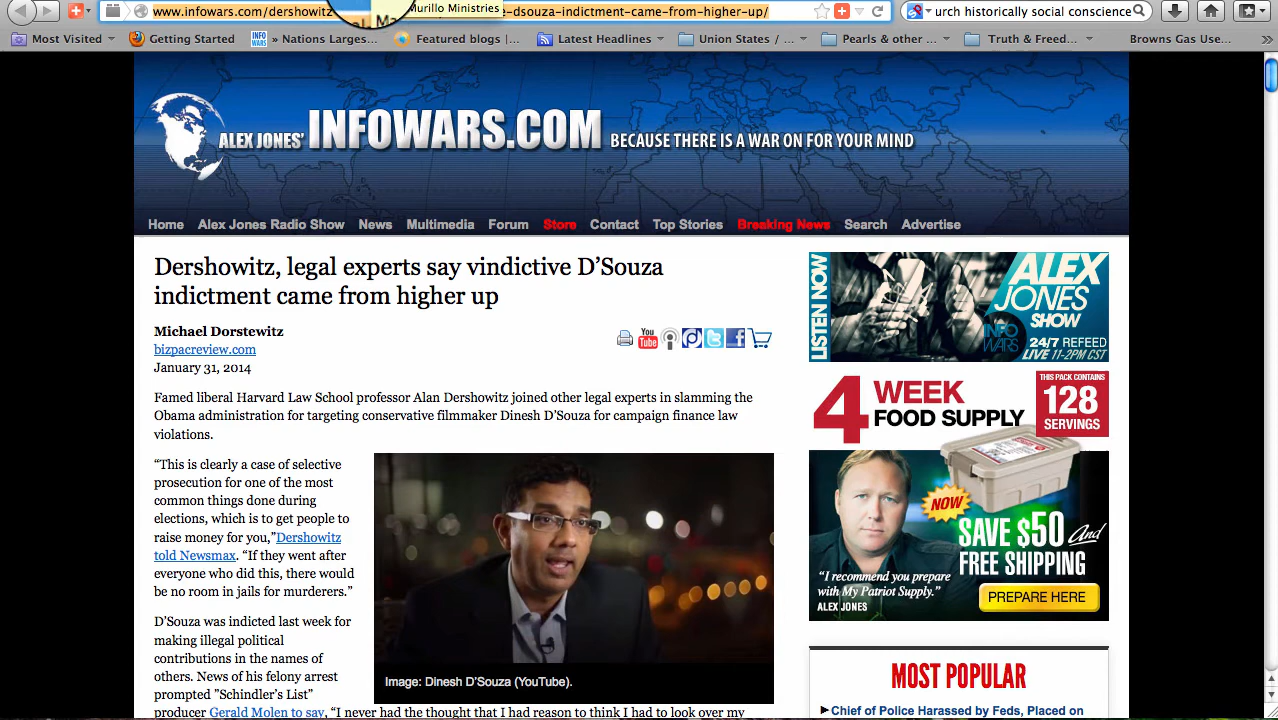 www.infowars.com/dershowitz
e-dsouza-indictment-came-from-higher-up/
Murillo Ministries
urch historically social conscience
Most Visited
Getting Started
» Nations Larges...
Featured blogs |...
Latest Headlines
Union States / ...
Pearls & other ...
Truth & Freed...
Browns Gas Use...
ALEX JONES' INFOWARS.COM BECAUSE THERE IS A WAR ON FOR YOUR MIND
Home Alex Jones Radio Show News Multimedia Forum Store Contact Top Stories Breaking News Search Advertise
Dershowitz, legal experts say vindictive D’Souza
indictment came from higher up
Michael Dorstewitz
bizpacreview.com
January 31, 2014
You
Tube
Famed liberal Harvard Law School professor Alan Dershowitz joined other legal experts in slamming the
Obama administration for targeting conservative filmmaker Dinesh D’Souza for campaign finance law
violations.
“This is clearly a case of selective
prosecution for one of the most
common things done during
elections, which is to get people to
raise money for you,”Dershowitz
told Newsmax. “If they went after
everyone who did this, there would
be no room in jails for murderers.”
D’Souza was indicted last week for
making illegal political
contributions in the names of
others. News of his felony arrest
prompted ”Schindler’s List”
producer Gerald Molen to say, “I never had the thought that I had reason to think I had to look over my
Image: Dinesh D’Souza (YouTube).
LISTEN NOW
ALEX
JONES
SHOW
INFO
WARS
24/7 REFEED
LIVE 11-2PM CST
4 WEEK
FOOD SUPPLY
THIS PACK CONTAINS
128
SERVINGS
NOW
SAVE $50 And
FREE SHIPPING
“I recommend you prepare
with My Patriot Supply.”
ALEX JONES
PREPARE HERE
MOST POPULAR
Chief of Police Harassed by Feds, Placed on